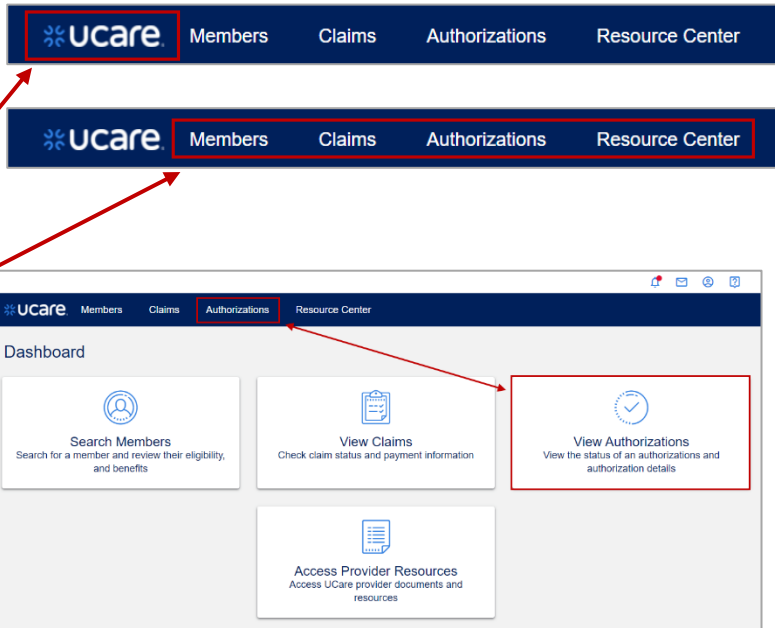 ucare. Members Claims Authorizations Resource Center
ucare. Members Claims Authorizations Resource Center
ucare. Members Claims Authorizations Resource Center
Dashboard
Search Members
Search for a member and review their eligibility,
and benefits
View Claims
Check claim status and payment information
View Authorizations
View the status of an authorizations and
authorization details
Access Provider Resources
Access UCare provider documents and
resources